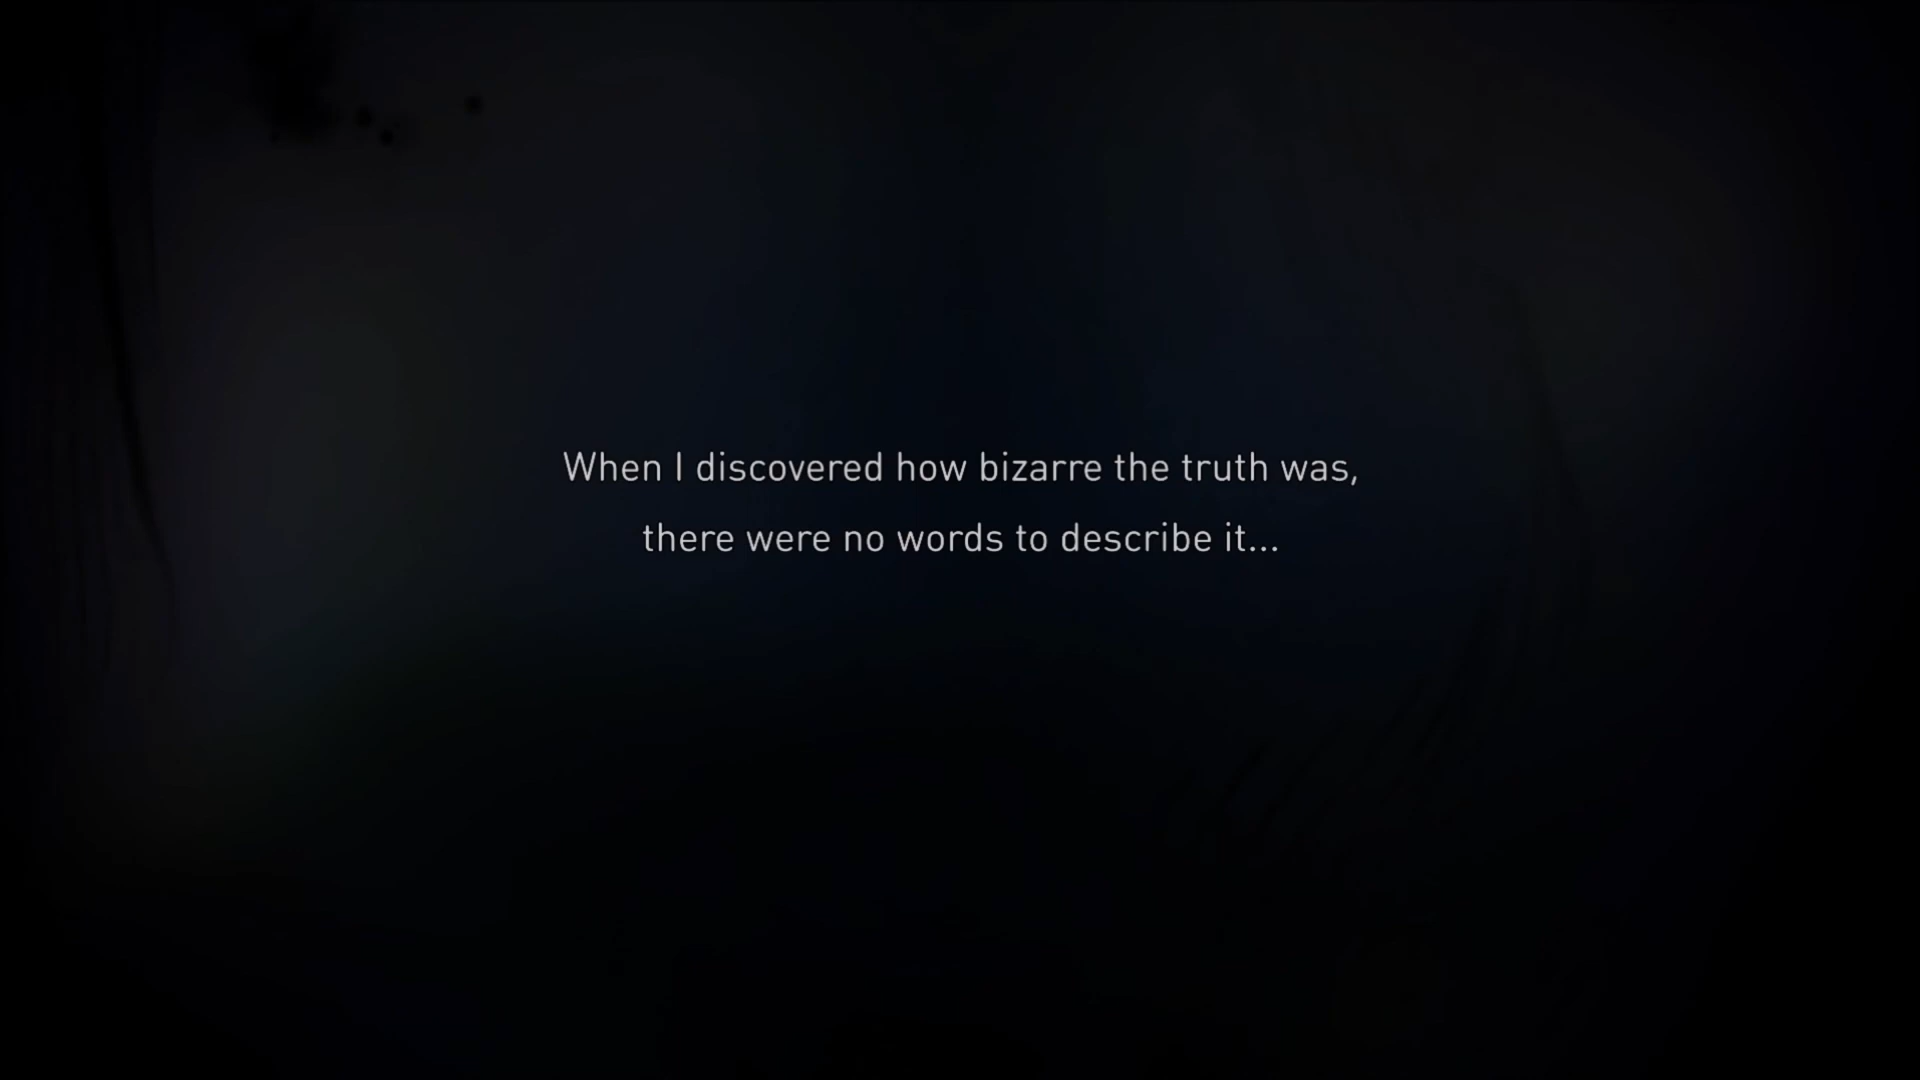 When I discovered how bizarre the truth was,
there were no words to describe it...